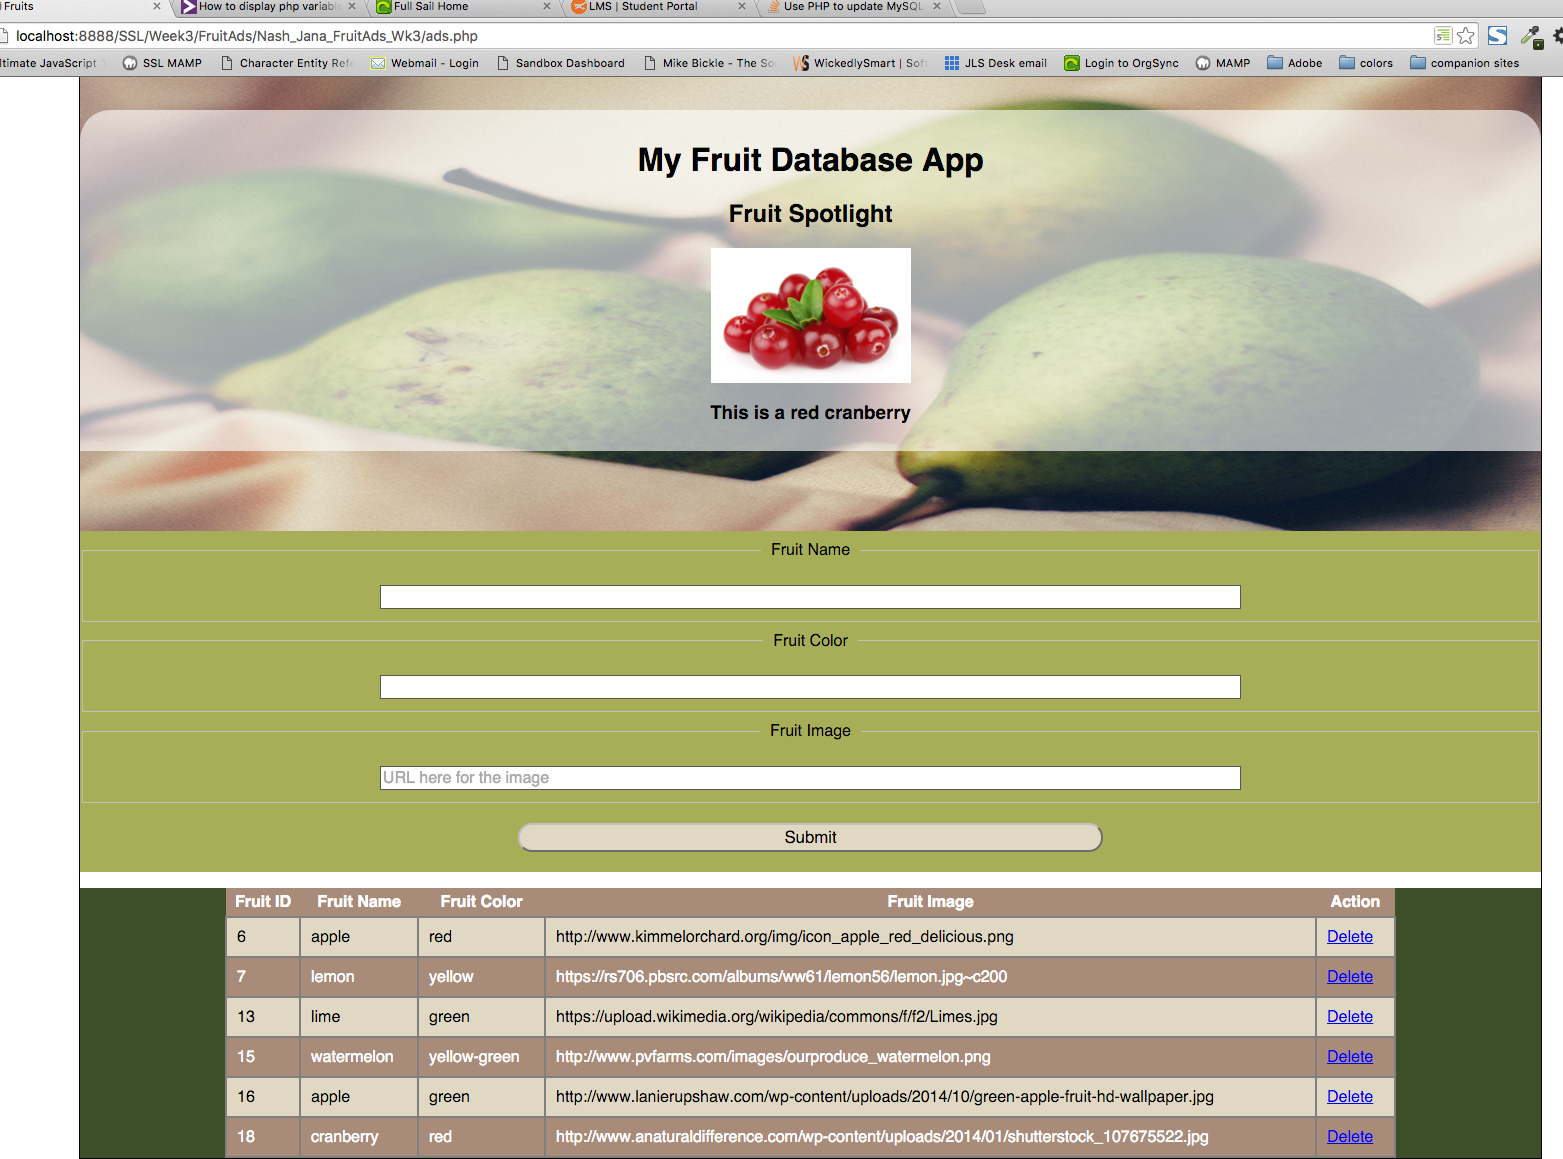 Fruits
How to display php variable
Full Sail Home
LMS | Student Portal
Use PHP to update MySQL
localhost:8888/SSL/Week3/FruitAds/Nash_Jana_FruitAds_Wk3/ads.php
ltimate JavaScript
SSL MAMP
Character Entity Refe
Webmail - Login
Sandbox Dashboard
Mike Bickle - The So
WickedlySmart | Soft
JLS Desk email
Login to OrgSync
MAMP
Adobe
colors
companion sites
My Fruit Database App
Fruit Spotlight
This is a red cranberry
Fruit Name
Fruit Color
Fruit Image
URL here for the image
Submit
Fruit ID Fruit Name Fruit Color Fruit Image Action
6 apple red http://www.kimmelorchard.org/img/icon_apple_red_delicious.png Delete
7 lemon yellow https://rs706.pbsrc.com/albums/ww61/lemon56/lemon.jpg~c200 Delete
13 lime green https://upload.wikimedia.org/wikipedia/commons/f/f2/Limes.jpg Delete
15 watermelon yellow-green http://www.pvfarms.com/images/ourproduce_watermelon.png Delete
16 apple green http://www.lanierupshaw.com/wp-content/uploads/2014/10/green-apple-fruit-hd-wallpaper.jpg Delete
18 cranberry red http://www.anaturaldifference.com/wp-content/uploads/2014/01/shutterstock_107675522.jpg Delete